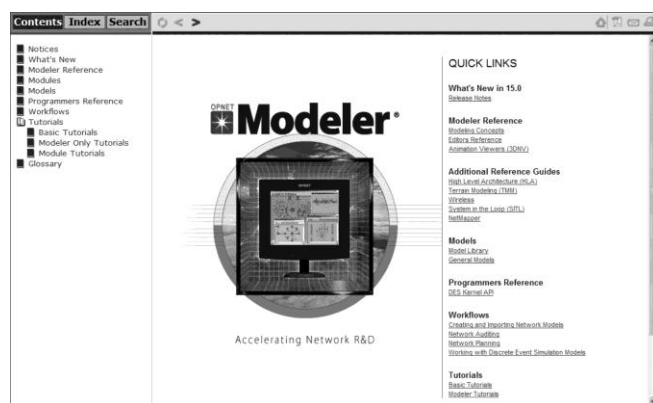 Contents Index Search
Notices
What's New
Modeler Reference
Modules
Models
Programmers Reference
Workflows
Tutorials
Basic Tutorials
Modeler Only Tutorials
Module Tutorials
Glossary
OPNET
Modeler®
OPNET
Accelerating Network R&D
QUICK LINKS
What's New in 15.0
Release Notes
Modeler Reference
Modeling Concepts
Editors Reference
Animation Viewers (3DNV)
Additional Reference Guides
High Level Architecture (HLA)
Terrain Modeling (TMM)
Wireless
System in the Loop (SITL)
NetMapper
Models
Model Library
General Models
Programmers Reference
DES Kernel API
Workflows
Creating and Importing Network Models
Network Auditing
Network Planning
Working with Discrete Event Simulation Models
Tutorials
Basic Tutorials
Modeler Tutorials